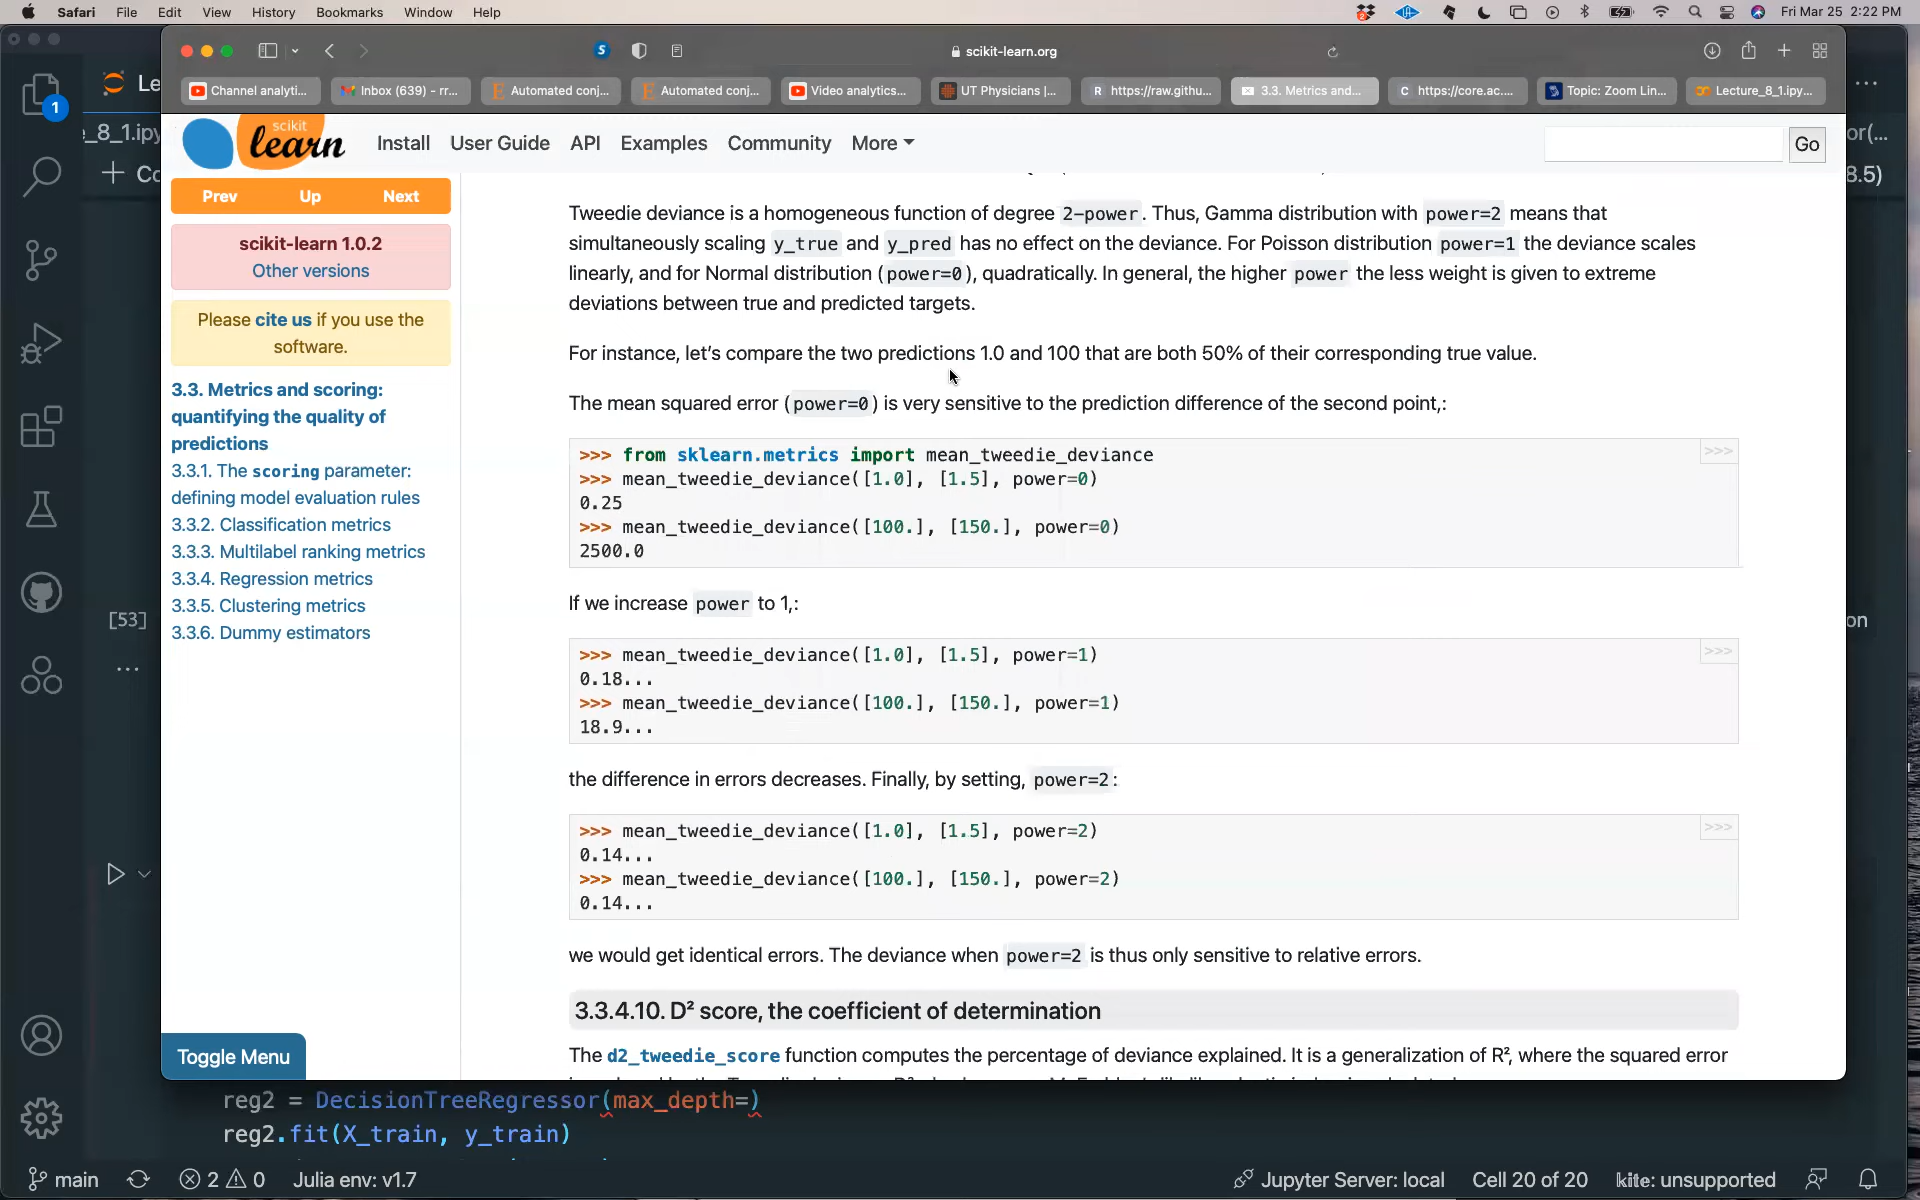 Safari File Edit View History Bookmarks Window Help Fri Mar 25 2:22 PM
scikit-learn.org
Channel analyti... Inbox (639) - rr... Automated conj... Automated conj... Video analytics... UT Physicians |... https://raw.githu... 3.3. Metrics and... https://core.ac.... Topic: Zoom Lin... Lecture_8_1.ipy...
1
Le
_8_1.ipy
or(...
+ Co
8.5)
scikit
learn
Install User Guide API Examples Community More Go
Prev Up Next
scikit-learn 1.0.2
Other versions
Please cite us if you use the
software.
3.3. Metrics and scoring:
quantifying the quality of
predictions
3.3.1. The scoring parameter:
defining model evaluation rules
3.3.2. Classification metrics
3.3.3. Multilabel ranking metrics
3.3.4. Regression metrics
3.3.5. Clustering metrics
3.3.6. Dummy estimators
Toggle Menu
Tweedie deviance is a homogeneous function of degree 2-power. Thus, Gamma distribution with power=2 means that
simultaneously scaling y_true and y_pred has no effect on the deviance. For Poisson distribution power=1 the deviance scales
linearly, and for Normal distribution (power=0), quadratically. In general, the higher power the less weight is given to extreme
deviations between true and predicted targets.
For instance, let's compare the two predictions 1.0 and 100 that are both 50% of their corresponding true value.
The mean squared error (power=0) is very sensitive to the prediction difference of the second point,:
>>>
>>> from sklearn.metrics import mean_tweedie_deviance
>>> mean_tweedie_deviance([1.0], [1.5], power=0)
0.25
>>> mean_tweedie_deviance([100.], [150.], power=0)
2500.0
If we increase power to 1,:
>>>
>>> mean_tweedie_deviance([1.0], [1.5], power=1)
0.18...
>>> mean_tweedie_deviance([100.], [150.], power=1)
18.9...
the difference in errors decreases. Finally, by setting, power=2:
>>>
>>> mean_tweedie_deviance([1.0], [1.5], power=2)
0.14...
>>> mean_tweedie_deviance([100.], [150.], power=2)
0.14...
we would get identical errors. The deviance when power=2 is thus only sensitive to relative errors.
3.3.4.10. D² score, the coefficient of determination
The d2_tweedie_score function computes the percentage of deviance explained. It is a generalization of R², where the squared error
[53]
on
reg2 = DecisionTreeRegressor(max_depth=)
reg2.fit(X_train, y_train)
main 2 0 Julia env: v1.7 Jupyter Server: local Cell 20 of 20 kite: unsupported